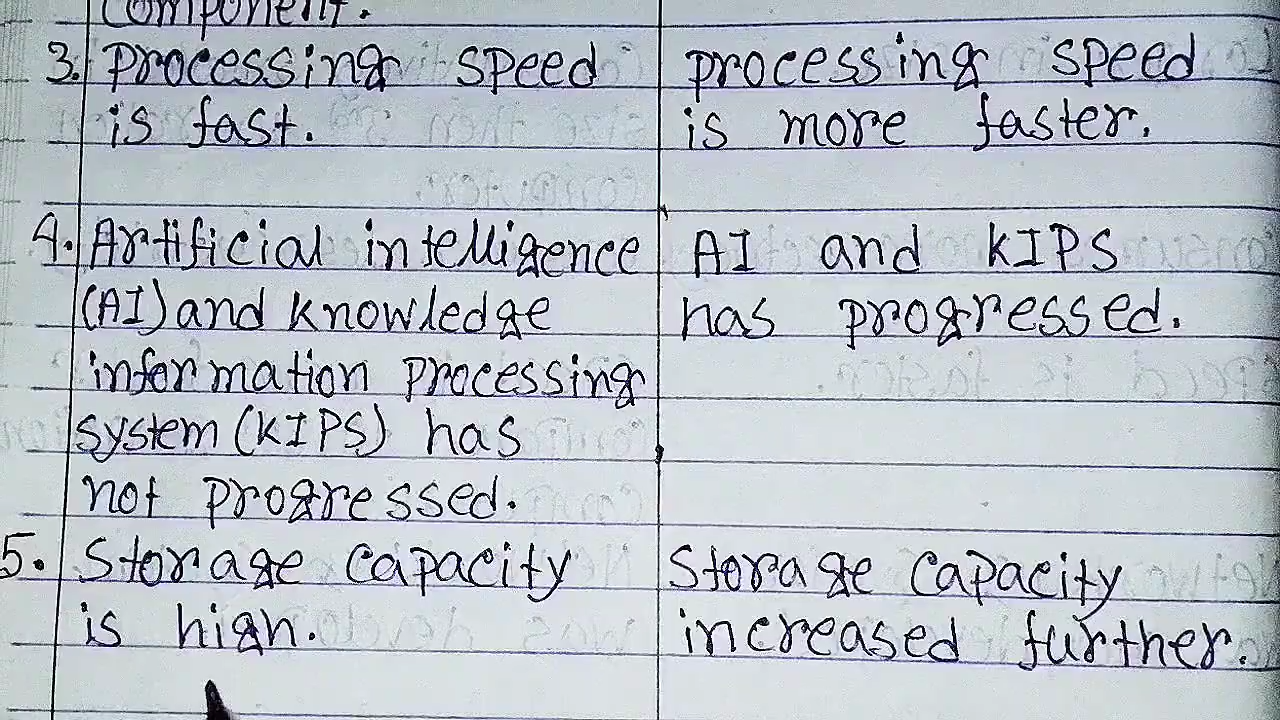 component.
3. Processing speed
is fast.
processing speed
is more faster.
4. Artificial intelligence
(AI) and knowledge
information processing
system (KIPS) has
not progressed.
AI and KIPS
has progressed.
5. Storage capacity
is high.
Storage capacity
increased further.